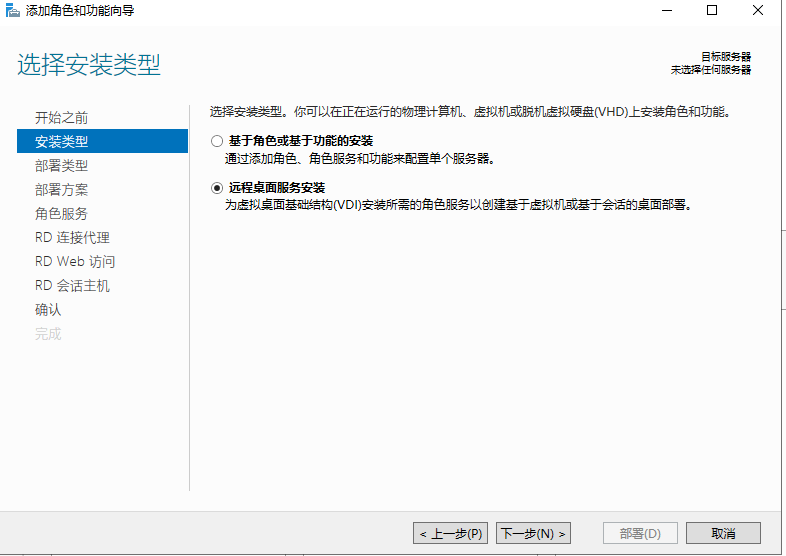 添加角色和功能向导
选择安装类型
目标服务器
未选择任何服务器
开始之前
安装类型
部署类型
部署方案
角色服务
RD 连接代理
RD Web 访问
RD 会话主机
确认
完成
选择安装类型。你可以在正在运行的物理计算机、虚拟机或脱机虚拟硬盘(VHD)上安装角色和功能。
基于角色或基于功能的安装
通过添加角色、角色服务和功能来配置单个服务器。
远程桌面服务安装
为虚拟桌面基础结构(VDI)安装所需的角色服务以创建基于虚拟机或基于会话的桌面部署。
< 上一步(P)
下一步(N) >
部署(D)
取消